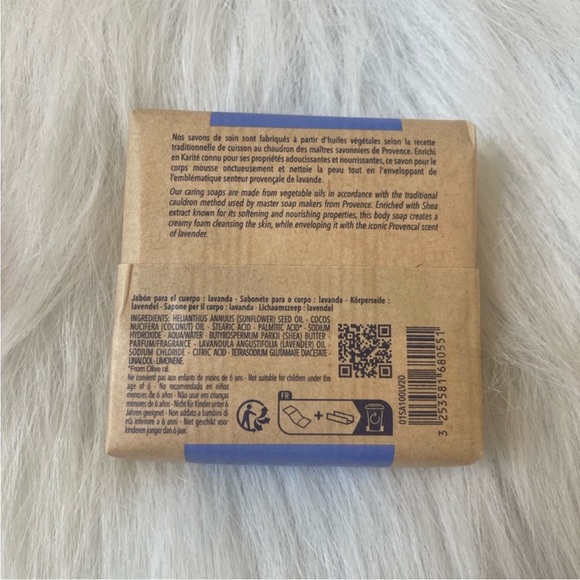 Nos savons de soin sont fabriqués à partir d'huiles végétales selon la recette
traditionnelle de cuisson au chaudron des maîtres savonniers de Provence. Enrichi
en Karité connu pour ses propriétés adoucissantes et nourrissantes, ce savon pour le
corps mousse onctueusement et nettoie la peau tout en l'enveloppant de
l'emblématique senteur provençale de lavande.
Our caring soaps are made from vegetable oils in accordance with the traditional
cauldron method used by master soap makers from Provence. Enriched with Shea
extract known for its softening and nourishing properties, this body soap creates a
creamy foam cleansing the skin, while enveloping it with the iconic Provencal scent
of lavender.
Jabón para el cuerpo : lavanda - Sabonete para o corpo : lavanda - Körperseife :
lavendel - Sapone per il corpo : lavanda - Lichaamszeep : lavendel
INGREDIENTS: HELIANTHUS ANNUUS (SUNFLOWER) SEED OIL - COCOS
NUCIFERA (COCONUT) OIL - STEARIC ACID - PALMITIC ACID* - SODIUM
HYDROXIDE - AQUA/WATER - BUTYROSPERMUM PARKII (SHEA) BUTTER -
PARFUM/FRAGRANCE - LAVANDULA ANGUSTIFOLIA (LAVENDER) OIL -
SODIUM CHLORIDE - CITRIC ACID - TETRASODIUM GLUTAMATE DIACETATE -
LINALOOL-LIMONENE.
*From Olive oil.
Ne convient pas aux enfants de moins de 6 ans - Not suitable for children under the
age of 6 - No recomendado en niños
menores de 6 años - Não usar em crianças
menores de 6 años - Nicht für Kinder unter 6
Jahren geeignet - Non adatto a bambini di
età inferiore a 6 anni - Niet geschikt voor
kinderen jonger dan 6 jaar.
FR
01SA100LV20
3 253581 680551